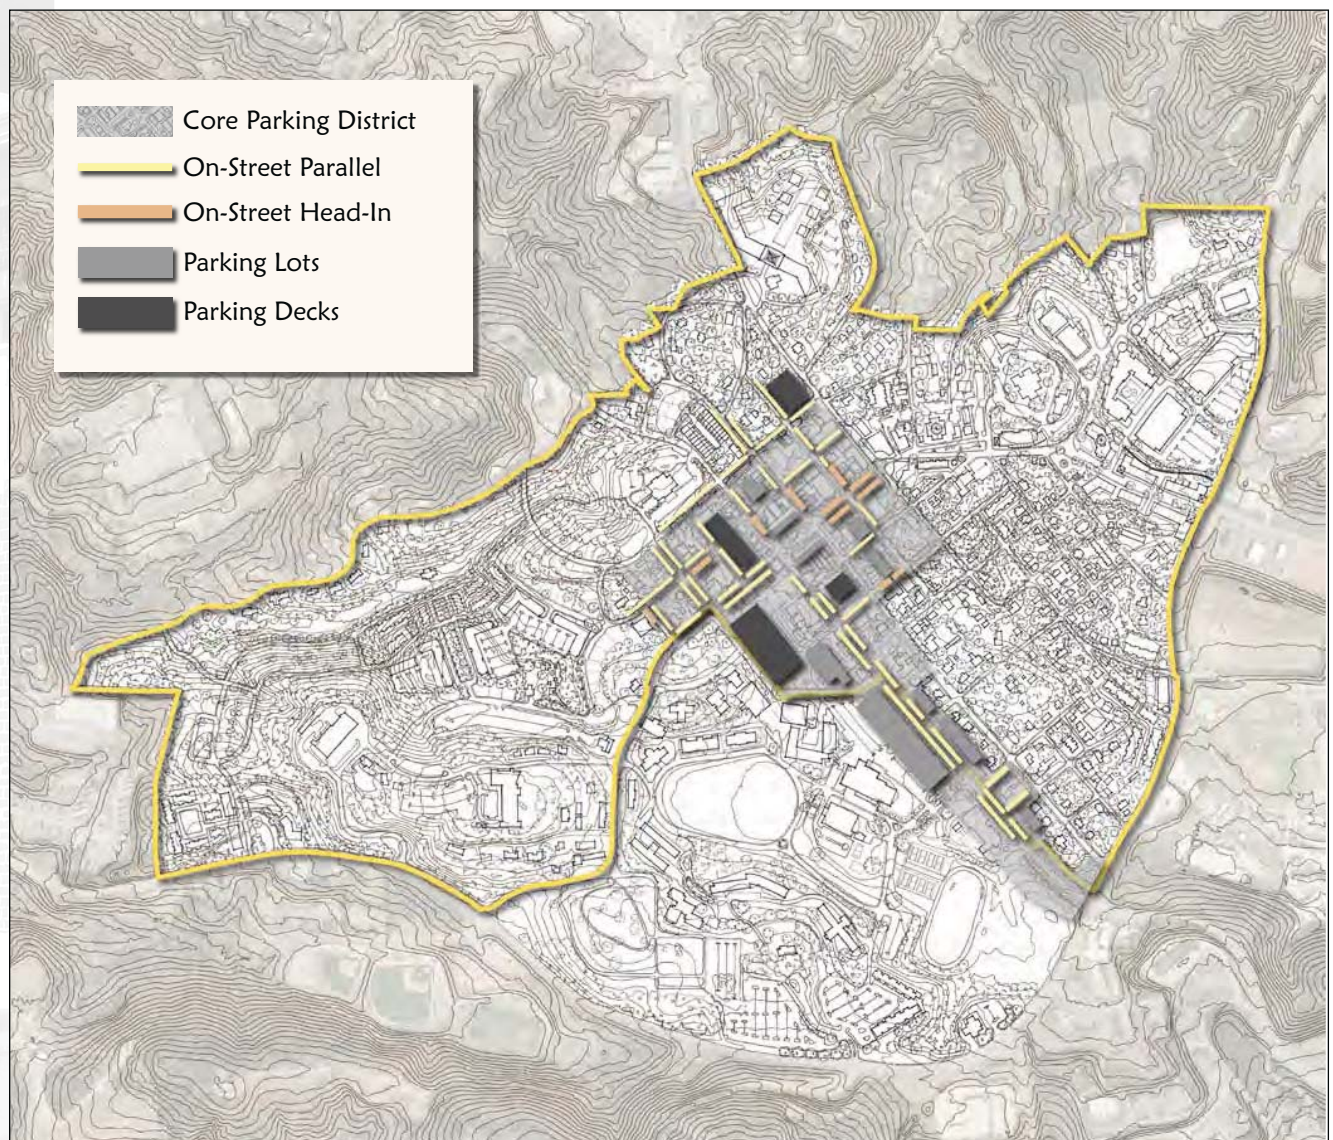 Core Parking District
On-Street Parallel
On-Street Head-In
Parking Lots
Parking Decks